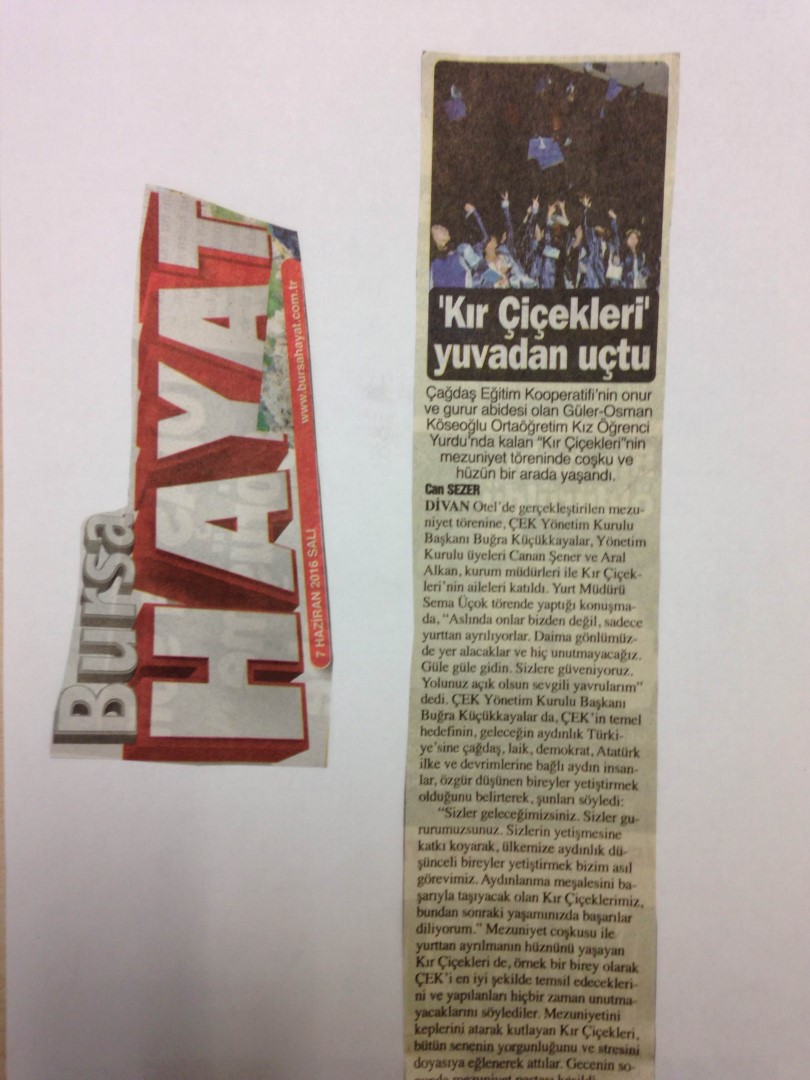 Bursa
HAYAT
www.bursahayat.com.tr
7 HAZİRAN 2016 SALI
'Kır Çiçekleri'
yuvadan uçtu
Çağdaş Eğitim Kooperatifi'nin onur
ve gurur abidesi olan Güler-Osman
Köseoğlu Ortaöğretim Kız Öğrenci
Yurdu'nda kalan "Kır Çiçekleri"nin
mezuniyet töreninde coşku ve
hüzün bir arada yaşandı.
Can SEZER
DİVAN Otel'de gerçekleştirilen mezu-
niyet törenine, ÇEK Yönetim Kurulu
Başkanı Buğra Küçükkayalar, Yönetim
Kurulu üyeleri Canan Şener ve Aral
Alkan, kurum müdürleri ile Kır Çiçek-
leri'nin aileleri katıldı. Yurt Müdürü
Sema Üçok törende yaptığı konuşma-
da, "Aslında onlar bizden değil, sadece
yurttan ayrılıyorlar. Daima gönlümüz-
de yer alacaklar ve hiç unutmayacağız.
Güle güle gidin. Sizlere güveniyoruz.
Yolunuz açık olsun sevgili yavrularım"
dedi. ÇEK Yönetim Kurulu Başkanı
Buğra Küçükkayalar da, ÇEK'in temel
hedefinin, geleceğin aydınlık Türki-
ye'sine çağdaş, laik, demokrat, Atatürk
ilke ve devrimlerine bağlı aydın insan-
lar, özgür düşünen bireyler yetiştirmek
olduğunu belirterek, şunları söyledi:
"Sizler geleceğimizsiniz. Sizler gu-
rurumuzsunuz. Sizlerin yetişmesine
katkı koyarak, ülkemize aydınlık dü-
şünceli bireyler yetiştirmek bizim asıl
görevimiz. Aydınlanma meşalesini ba-
şarıyla taşıyacak olan Kır Çiçeklerimiz,
bundan sonraki yaşamınızda başarılar
diliyorum." Mezuniyet coşkusu ile
yurttan ayrılmanın hüznünü yaşayan
Kır Çiçekleri de, örnek bir birey olarak
ÇEK'i en iyi şekilde temsil edecekleri-
ni ve yapılanları hiçbir zaman unutma-
yacaklarını söylediler. Mezuniyetini
keplerini atarak kutlayan Kır Çiçekleri,
bütün senenin yorgunluğunu ve stresini
doyasıya eğlenerek attılar. Gecenin so-
nunda mezuniyet pastası kesildi.